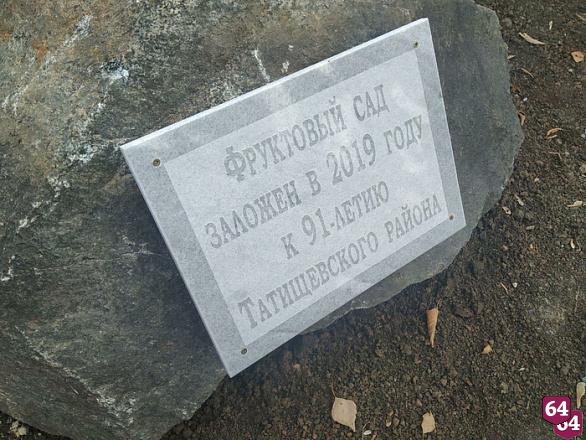 Фруктовый сад
заложен в 2019 году
к 91-летию
Татищевского района
64
64